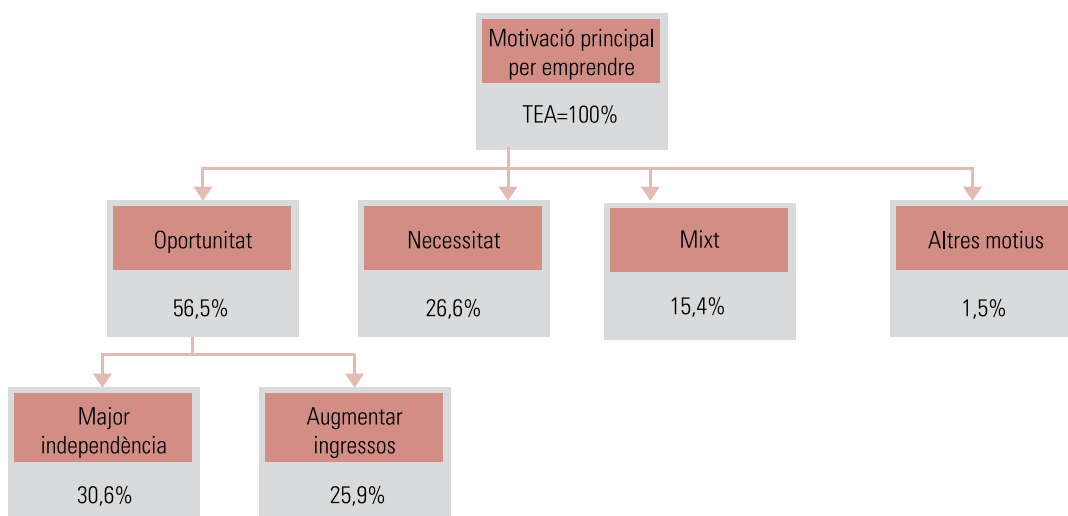 Motivació principal
per emprendre
TEA=100%
Oportunitat
56,5%
Necessitat
26,6%
Mixt
15,4%
Altres motius
1,5%
Major
independència
30,6%
Augmentar
ingressos
25,9%